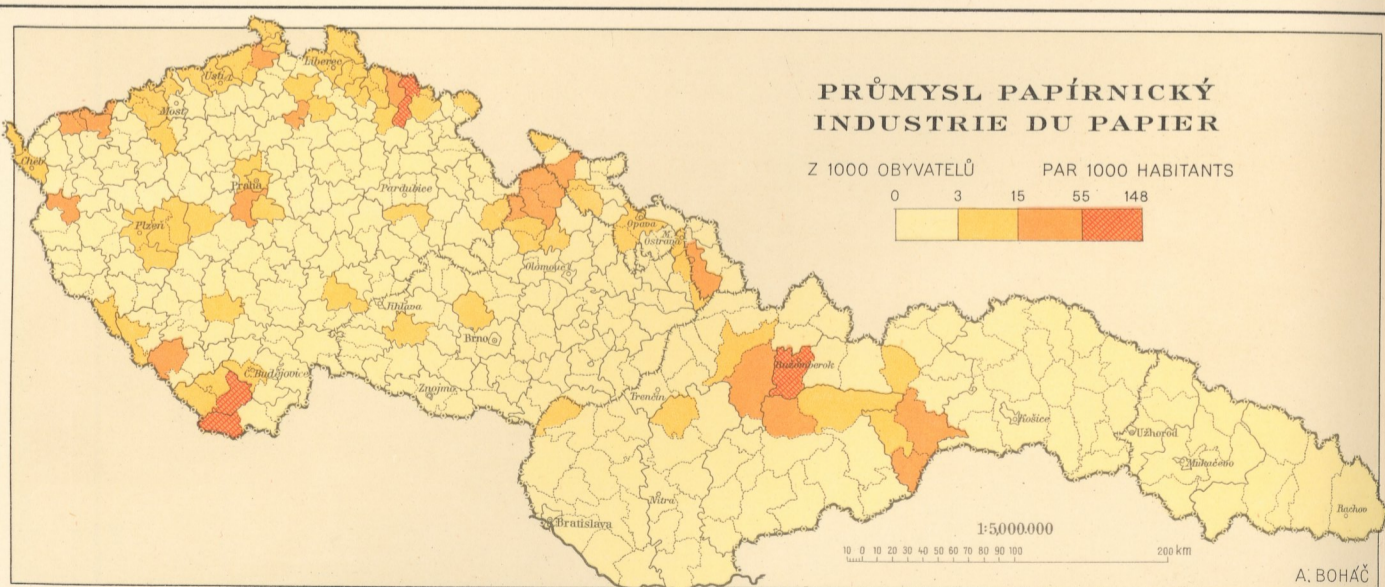 PRŮMYSL PAPÍRNICKÝ
INDUSTRIE DU PAPIER
Z 1000 OBYVATELŮ PAR 1000 HABITANTS
0 3 15 55 148
Liberec
Ústí
Most
Cheb
Praha
Pardubice
Plzeň
Opava
M. Ostrava
Olomouc
Jihlava
Brno
Č. Budějovice
Znojmo
Trenčín
Ružomberok
Košice
Užhorod
Mukačevo
Nitra
Bratislava
1:5,000.000
10 0 10 20 30 40 50 60 70 80 90 100 200 km
A. BOHÁČ